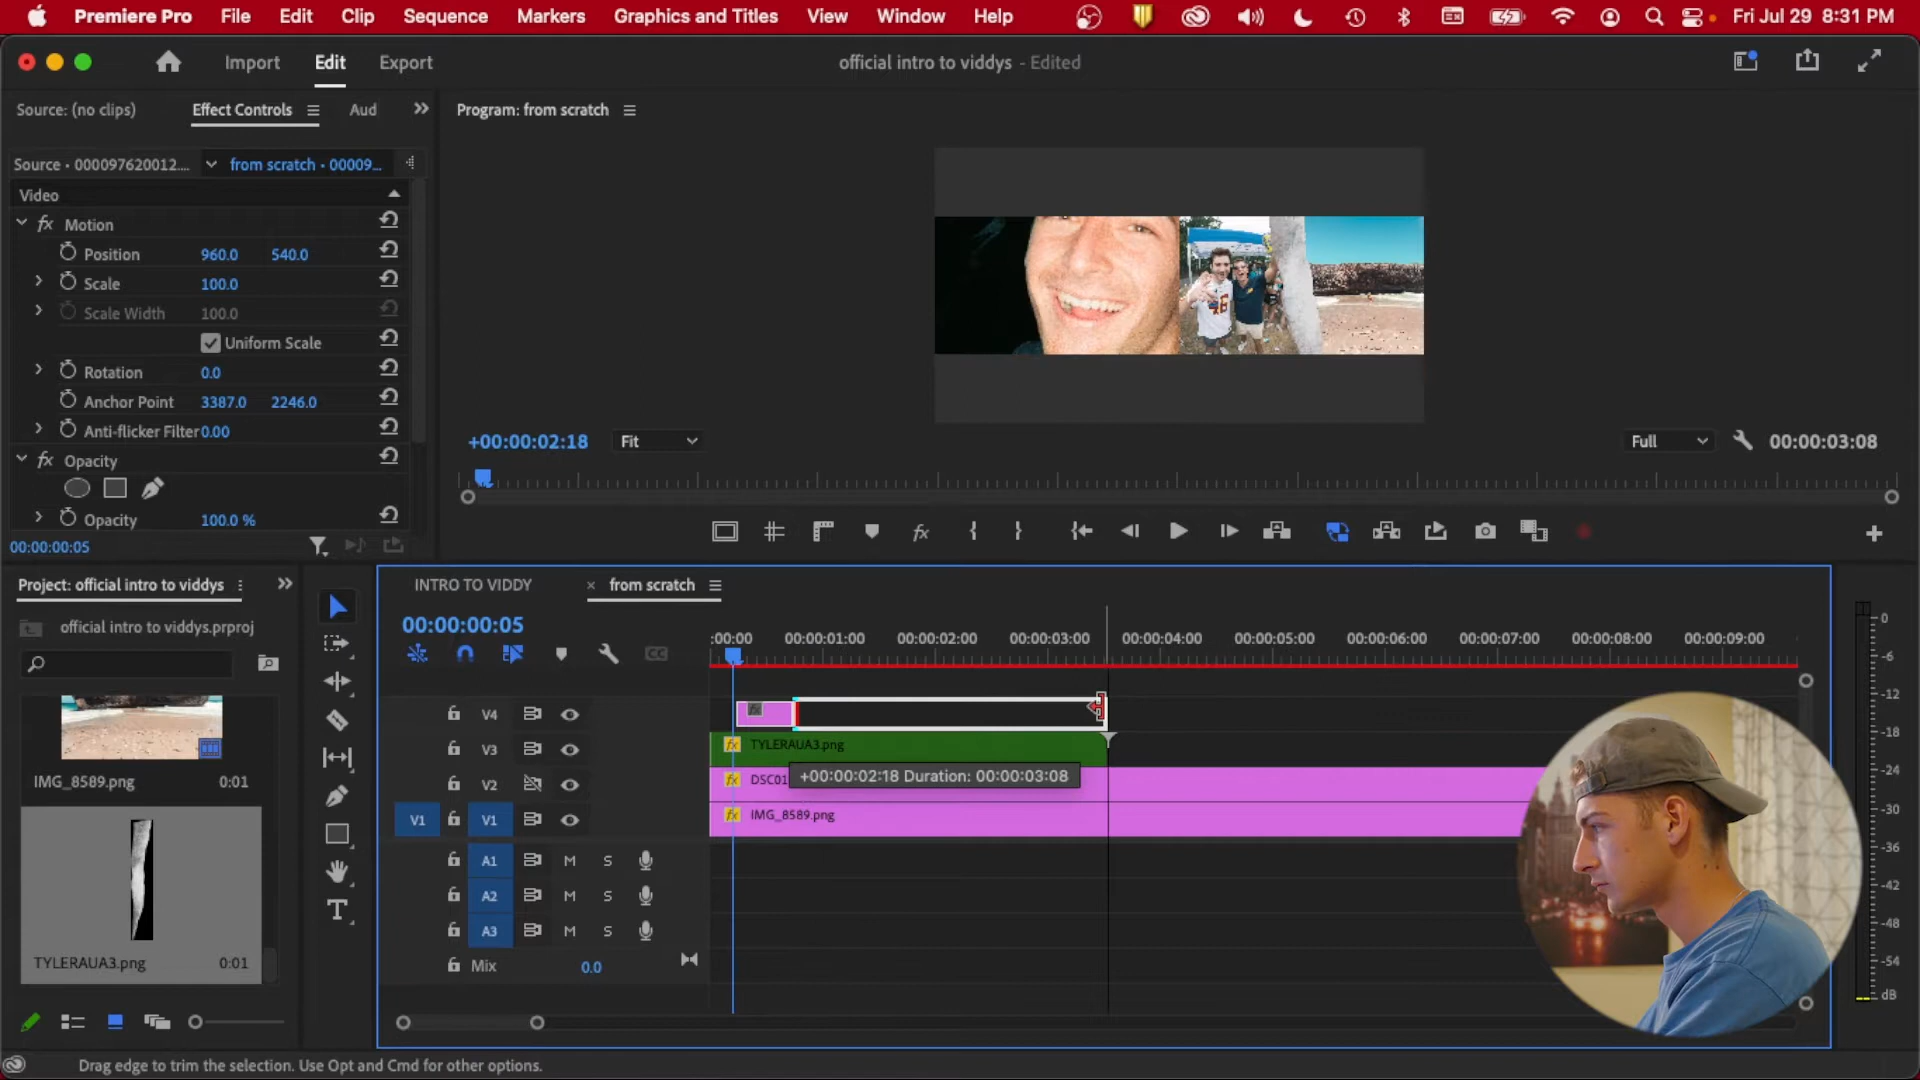 Premiere Pro File Edit Clip Sequence Markers Graphics and Titles View Window Help Fri Jul 29 8:31 PM
Import Edit Export official intro to viddys - Edited
Source: (no clips) Effect Controls Aud Program: from scratch
Source • 000097620012.... from scratch • 00009...
Video
fx Motion
Position 960.0 540.0
Scale 100.0
Scale Width 100.0
Uniform Scale
Rotation 0.0
Anchor Point 3387.0 2246.0
Anti-flicker Filter 0.00
fx Opacity
Opacity 100.0 %
00:00:00:05
+00:00:02:18 Fit Full 00:00:03:08
fx
Project: official intro to viddys
official intro to viddys.prproj
IMG_8589.png 0:01
TYLERAUA3.png 0:01
INTRO TO VIDDY × from scratch
00:00:00:05
:00:00 00:00:01:00 00:00:02:00 00:00:03:00 00:00:04:00 00:00:05:00 00:00:06:00 00:00:07:00 00:00:08:00 00:00:09:00
CC
V4 fx
V3 fx TYLERAUA3.png
V2 fx DSC01
+00:00:02:18 Duration: 00:00:03:08
V1 V1 fx IMG_8589.png
A1 M S
A2 M S
A3 M S
Mix 0.0
0
-6
-12
-18
-24
-30
-36
-42
-48
-54
dB
Drag edge to trim the selection. Use Opt and Cmd for other options.